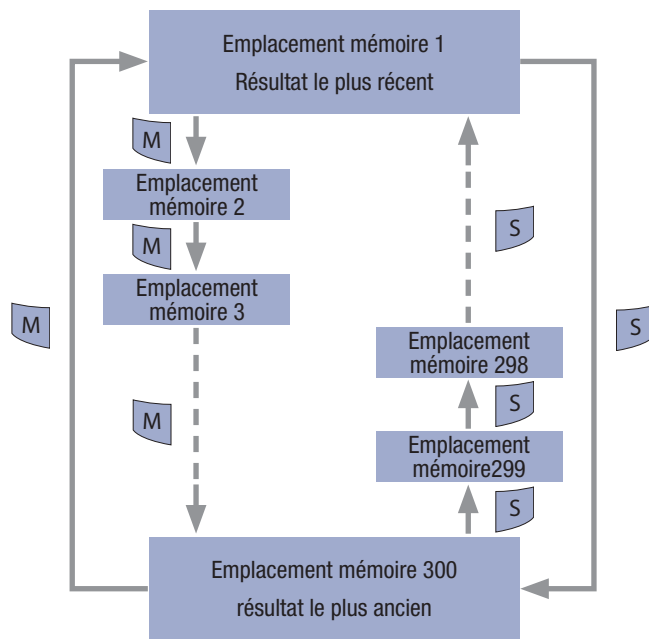 Emplacement mémoire 1
Résultat le plus récent
M
Emplacement
mémoire 2
M
Emplacement
mémoire 3
S
M
S
Emplacement
mémoire 298
M
S
Emplacement
mémoire299
S
Emplacement mémoire 300
résultat le plus ancien